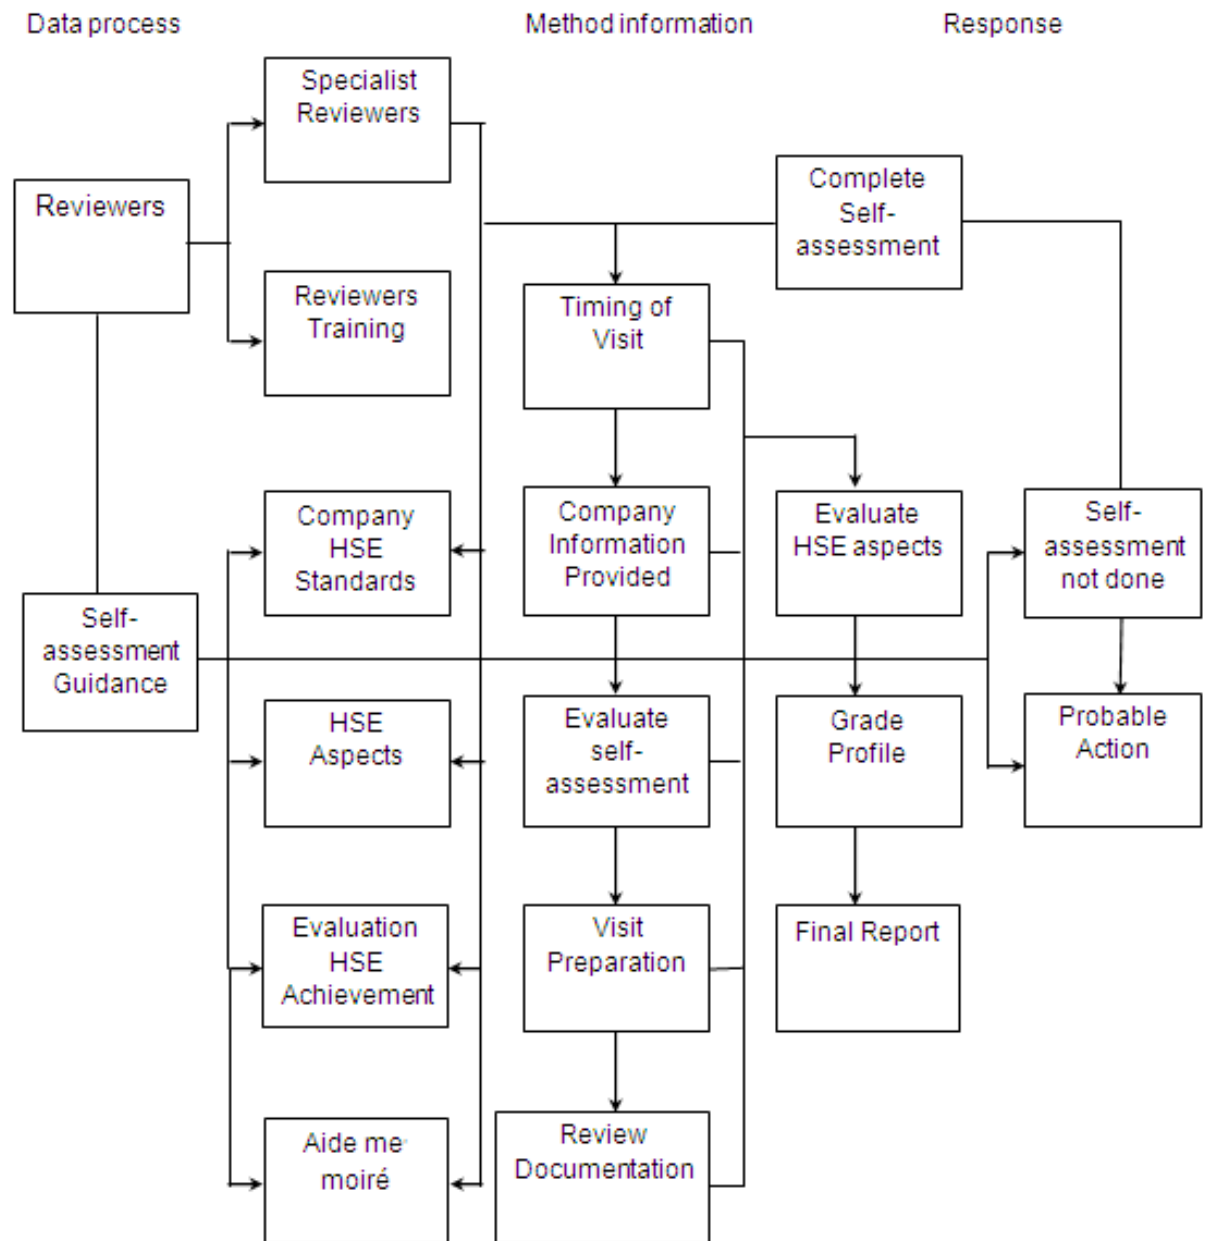 Data process
Method information
Response
Specialist
Reviewers
Reviewers
Complete
Self-
assessment
Reviewers
Training
Timing of
Visit
Company
HSE
Standards
Company
Information
Provided
Evaluate
HSE aspects
Self-
assessment
not done
Self-
assessment
Guidance
HSE
Aspects
Evaluate
self-
assessment
Grade
Profile
Probable
Action
Evaluation
HSE
Achievement
Visit
Preparation
Final Report
Aide me
moiré
Review
Documentation